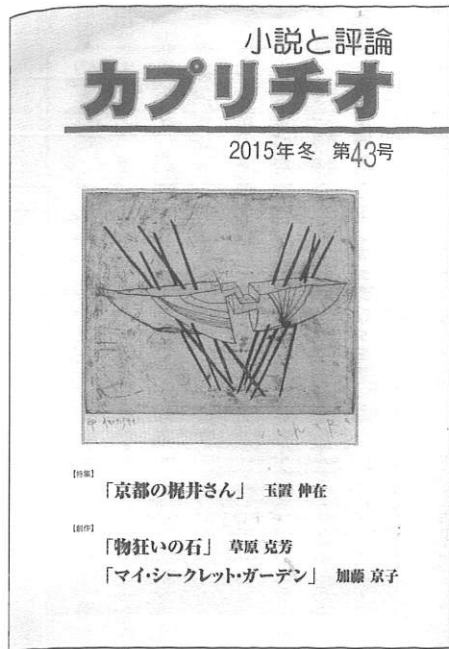 小説と評論
カプリチオ
2015年冬 第43号
【特集】
「京都の梶井さん」 玉置 伸在
【創作】
「物狂いの石」 草原 克芳
「マイ・シークレット・ガーデン」 加藤 京子